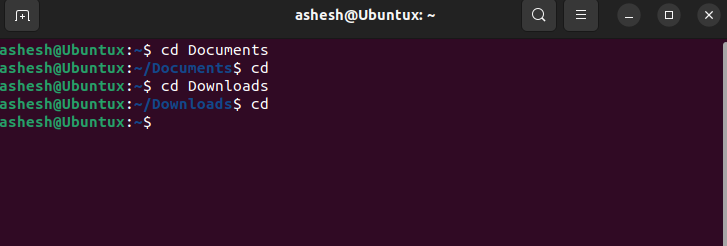 ashesh@Ubuntux: ~
ashesh@Ubuntux:~$ cd Documents
ashesh@Ubuntux:~/Documents$ cd
ashesh@Ubuntux:~$ cd Downloads
ashesh@Ubuntux:~/Downloads$ cd
ashesh@Ubuntux:~$